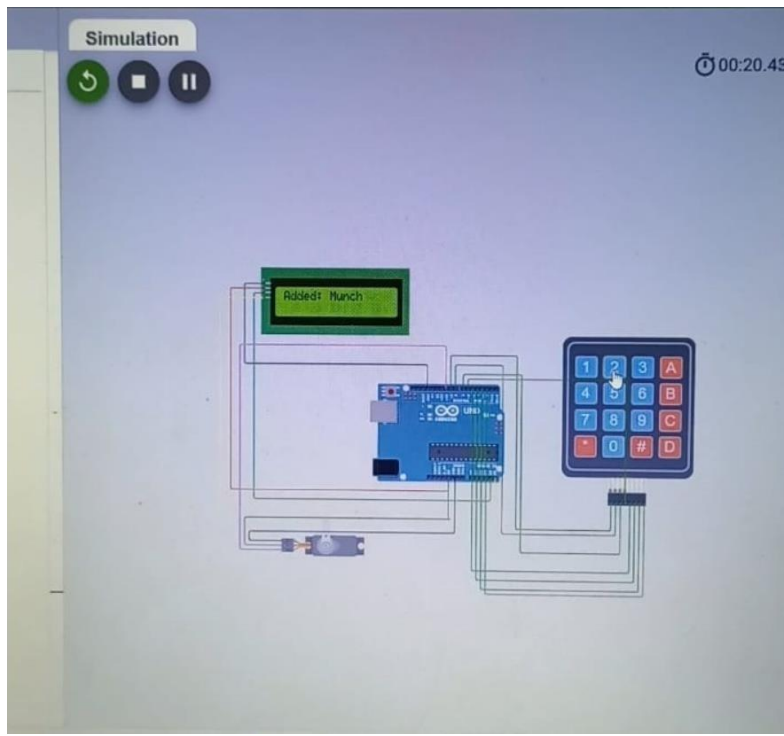 Simulation
00:20.43
Added: Munch
1 2 3 A
4 5 6 B
7 8 9 C
* 0 # D
UNO